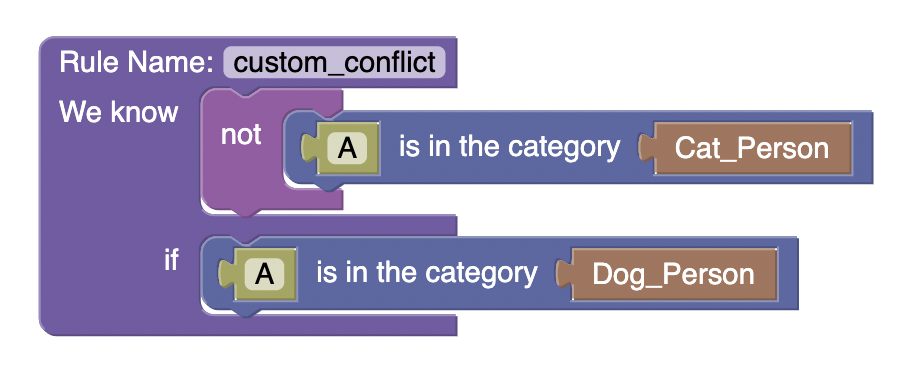 Rule Name: custom_conflict
We know
not A is in the category Cat_Person
if A is in the category Dog_Person